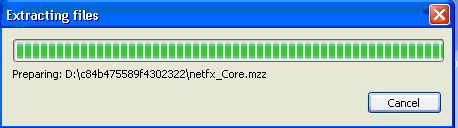 Extracting files
Preparing: D:\c84b475589f4302322\netfx_Core.mzz
Cancel